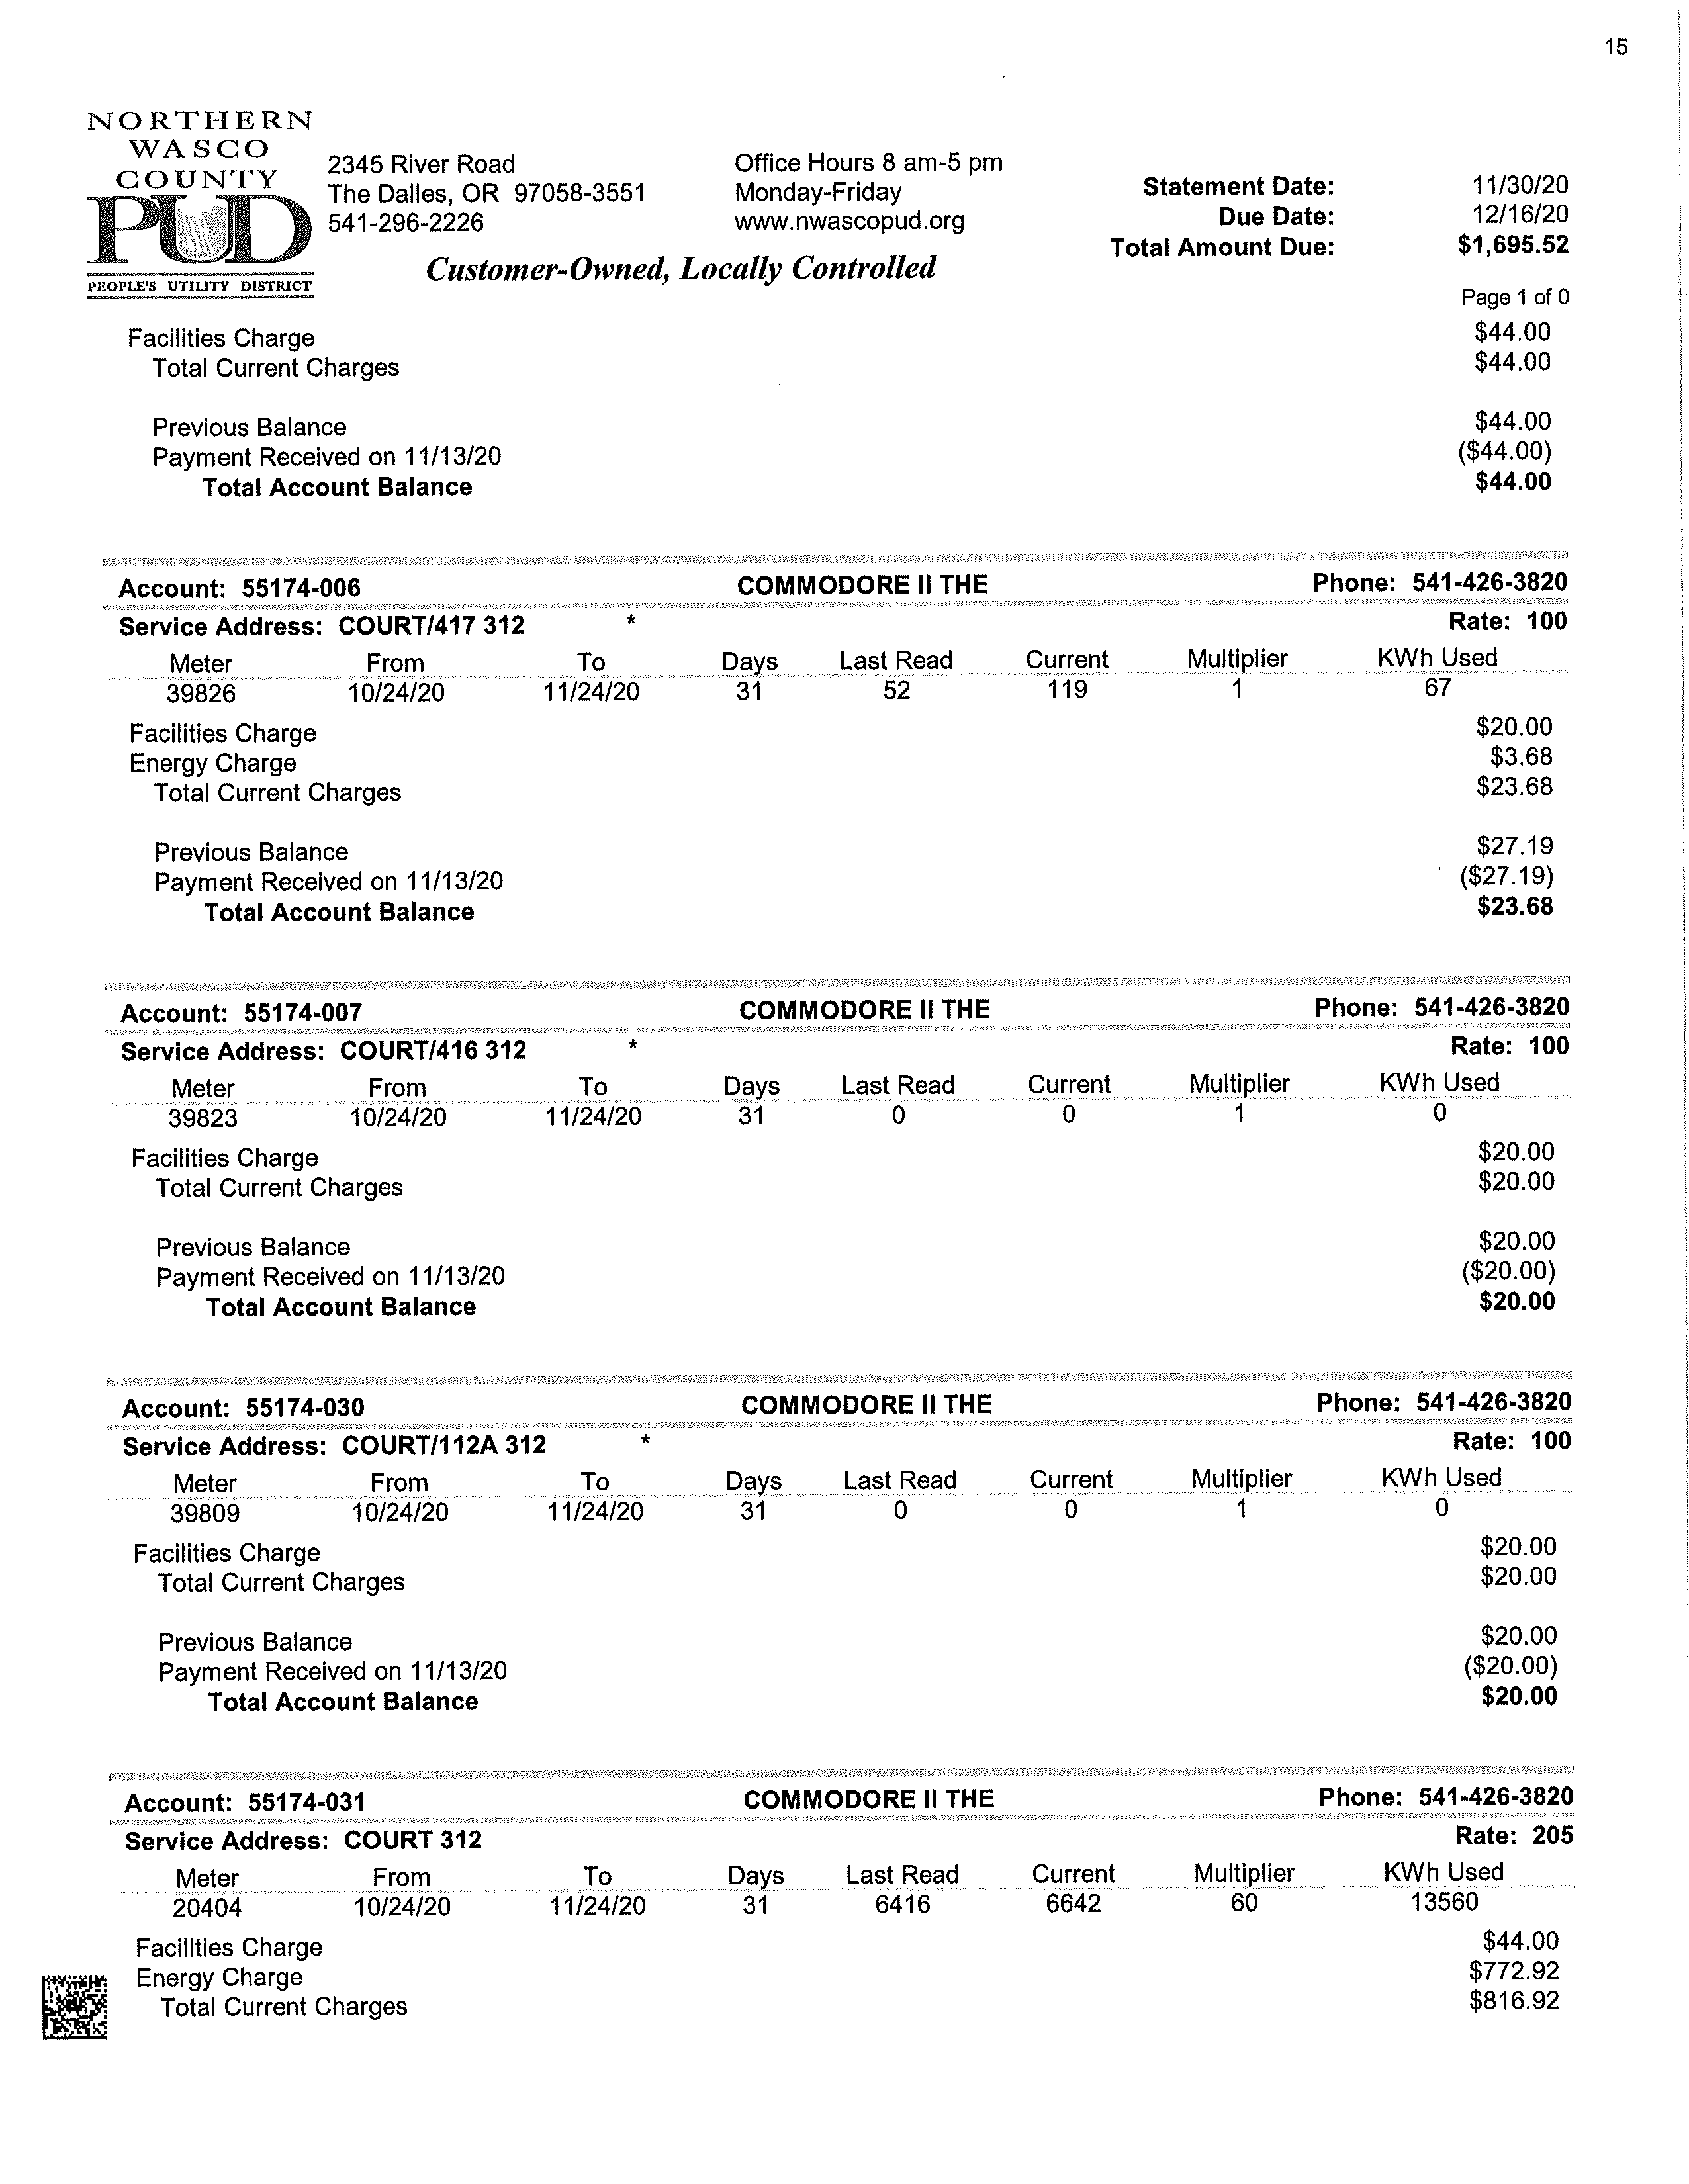 15
NORTHERN
WASCO
COUNTY
PUD
PEOPLE'S UTILITY DISTRICT
2345 River Road
The Dalles, OR 97058-3551
541-296-2226
Office Hours 8 am-5 pm
Monday-Friday
www.nwascopud.org
Customer-Owned, Locally Controlled
Statement Date: 11/30/20
Due Date: 12/16/20
Total Amount Due: $1,695.52
Page 1 of 0
Facilities Charge $44.00
Total Current Charges $44.00
Previous Balance $44.00
Payment Received on 11/13/20 ($44.00)
Total Account Balance $44.00
Account: 55174-006 COMMODORE II THE Phone: 541-426-3820
Service Address: COURT/417 312 * Rate: 100
Meter From To Days Last Read Current Multiplier KWh Used
39826 10/24/20 11/24/20 31 52 119 1 67
Facilities Charge $20.00
Energy Charge $3.68
Total Current Charges $23.68
Previous Balance $27.19
Payment Received on 11/13/20 ($27.19)
Total Account Balance $23.68
Account: 55174-007 COMMODORE II THE Phone: 541-426-3820
Service Address: COURT/416 312 * Rate: 100
Meter From To Days Last Read Current Multiplier KWh Used
39823 10/24/20 11/24/20 31 0 0 1 0
Facilities Charge $20.00
Total Current Charges $20.00
Previous Balance $20.00
Payment Received on 11/13/20 ($20.00)
Total Account Balance $20.00
Account: 55174-030 COMMODORE II THE Phone: 541-426-3820
Service Address: COURT/112A 312 * Rate: 100
Meter From To Days Last Read Current Multiplier KWh Used
39809 10/24/20 11/24/20 31 0 0 1 0
Facilities Charge $20.00
Total Current Charges $20.00
Previous Balance $20.00
Payment Received on 11/13/20 ($20.00)
Total Account Balance $20.00
Account: 55174-031 COMMODORE II THE Phone: 541-426-3820
Service Address: COURT 312 Rate: 205
Meter From To Days Last Read Current Multiplier KWh Used
20404 10/24/20 11/24/20 31 6416 6642 60 13560
Facilities Charge $44.00
Energy Charge $772.92
Total Current Charges $816.92